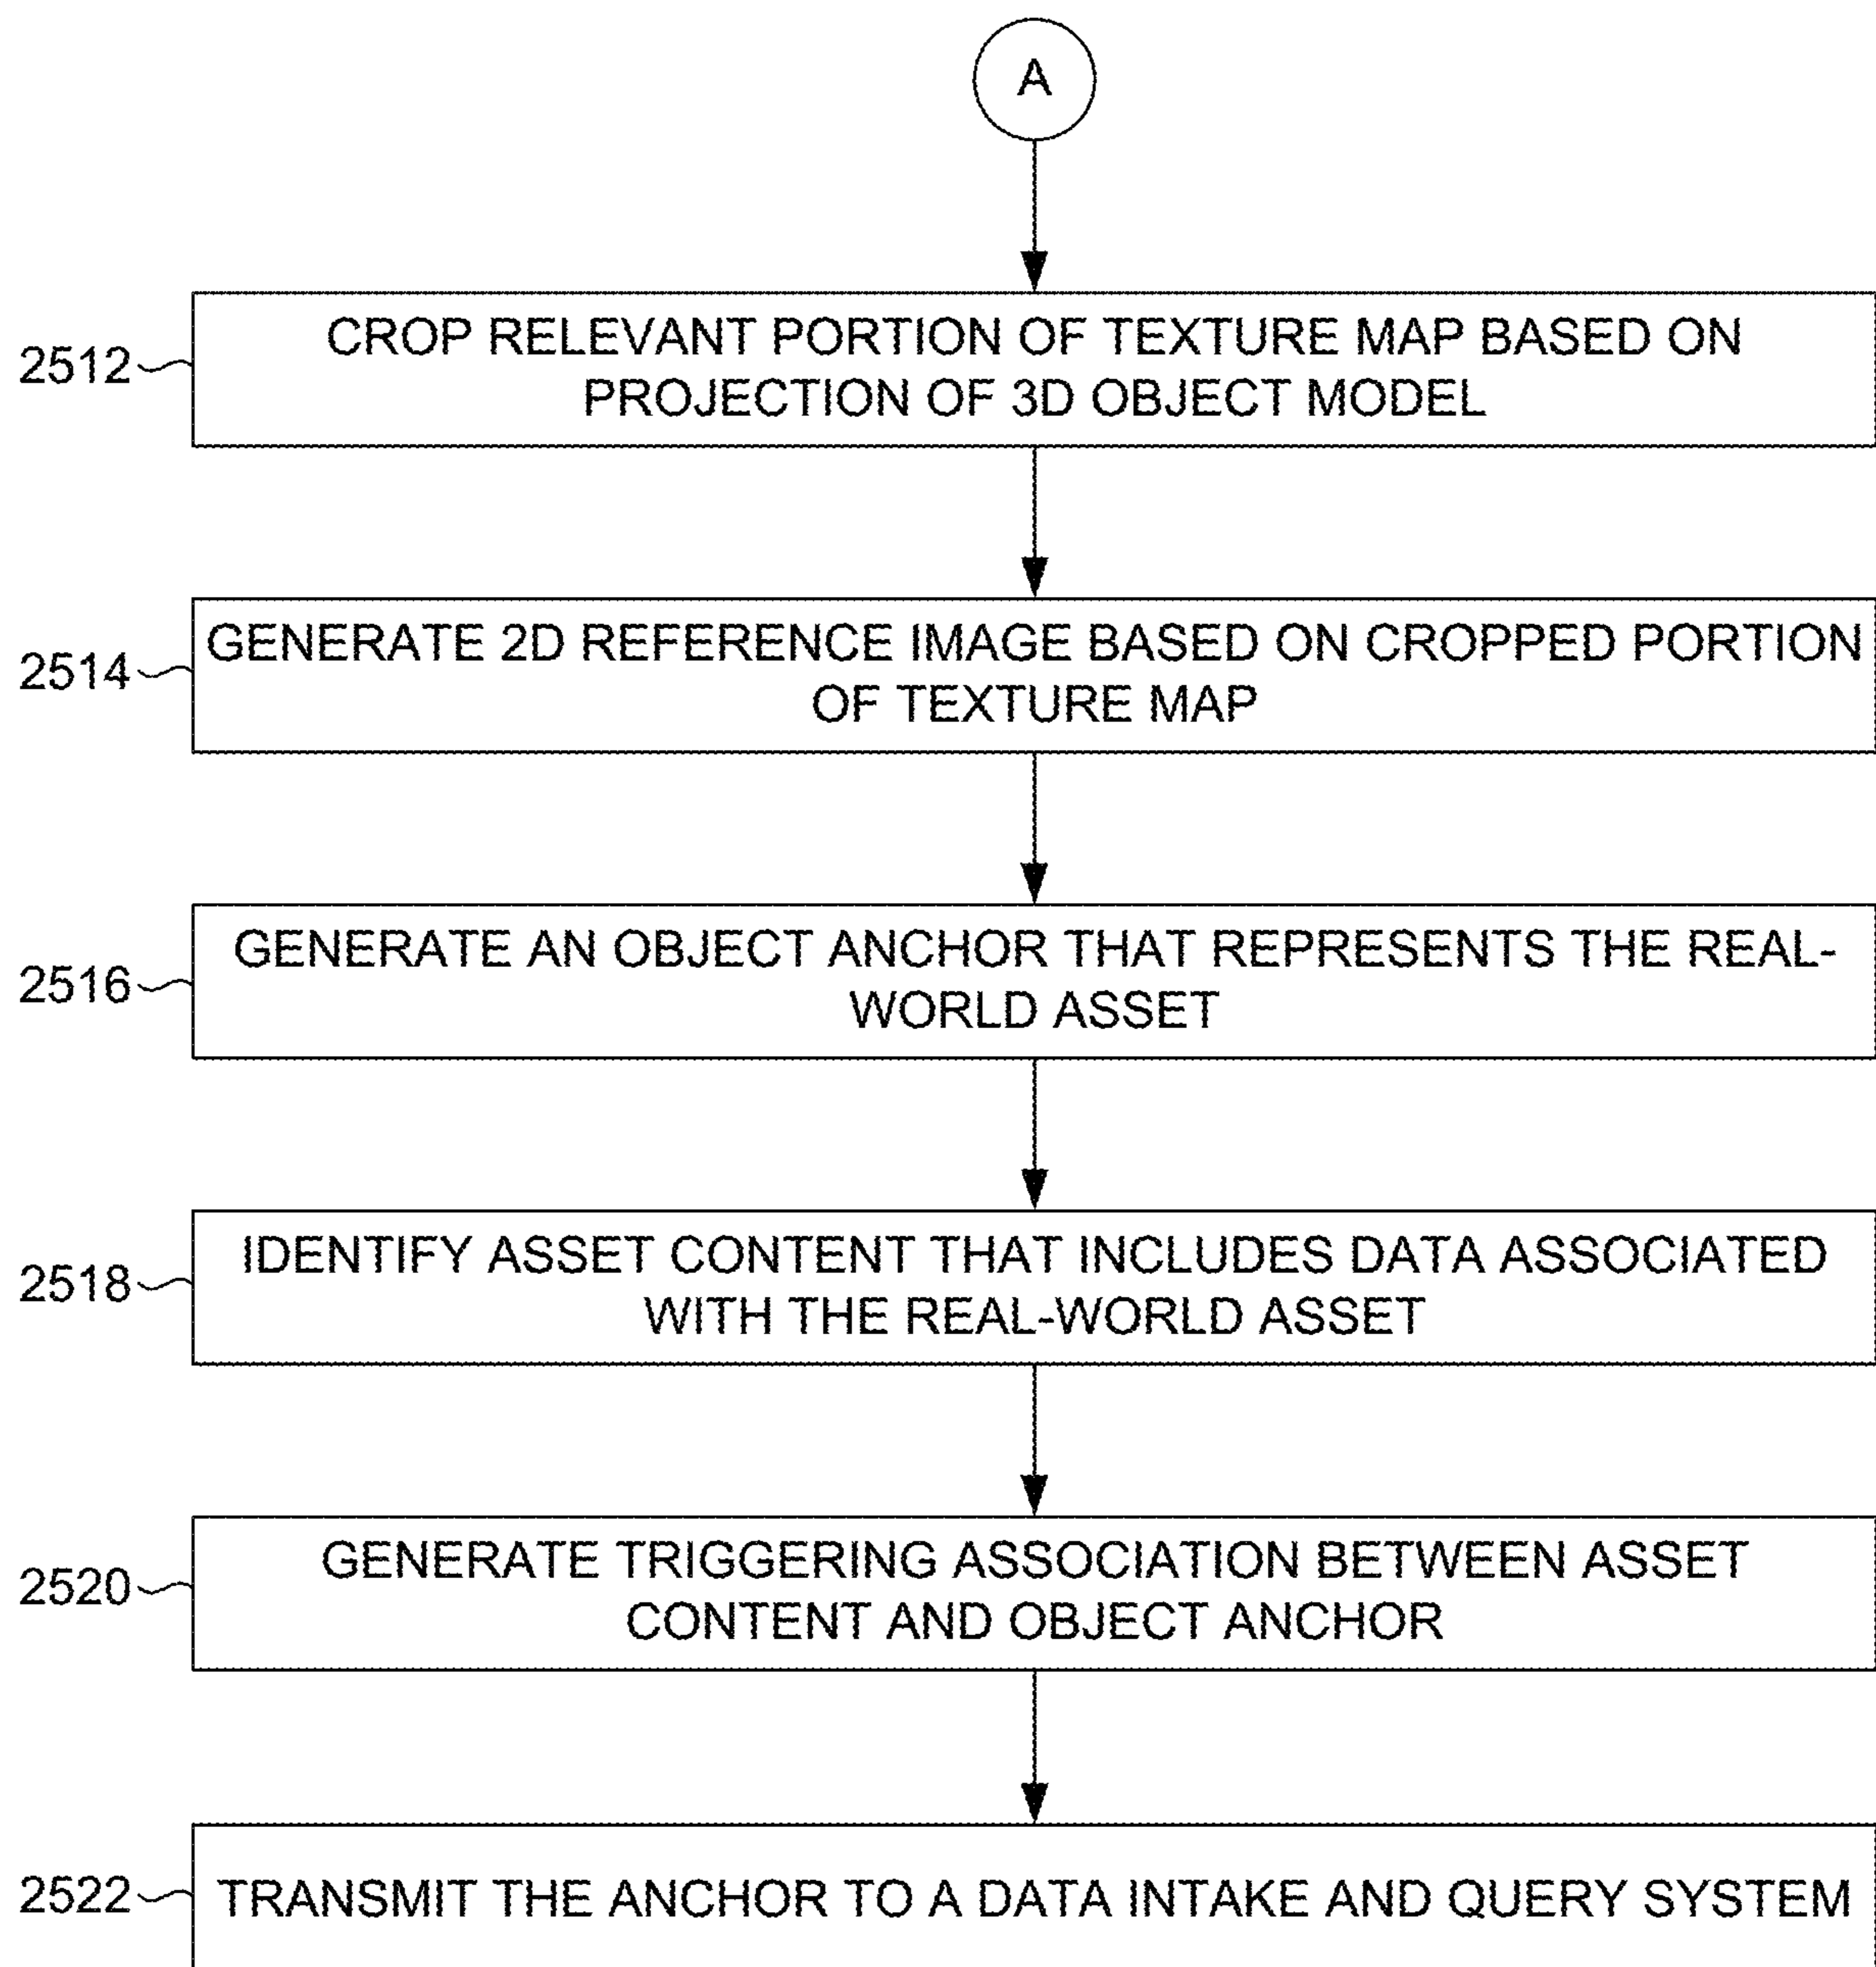 A
2512
CROP RELEVANT PORTION OF TEXTURE MAP BASED ON
PROJECTION OF 3D OBJECT MODEL
2514
GENERATE 2D REFERENCE IMAGE BASED ON CROPPED PORTION
OF TEXTURE MAP
2516
GENERATE AN OBJECT ANCHOR THAT REPRESENTS THE REAL-
WORLD ASSET
2518
IDENTIFY ASSET CONTENT THAT INCLUDES DATA ASSOCIATED
WITH THE REAL-WORLD ASSET
2520
GENERATE TRIGGERING ASSOCIATION BETWEEN ASSET
CONTENT AND OBJECT ANCHOR
2522
TRANSMIT THE ANCHOR TO A DATA INTAKE AND QUERY SYSTEM